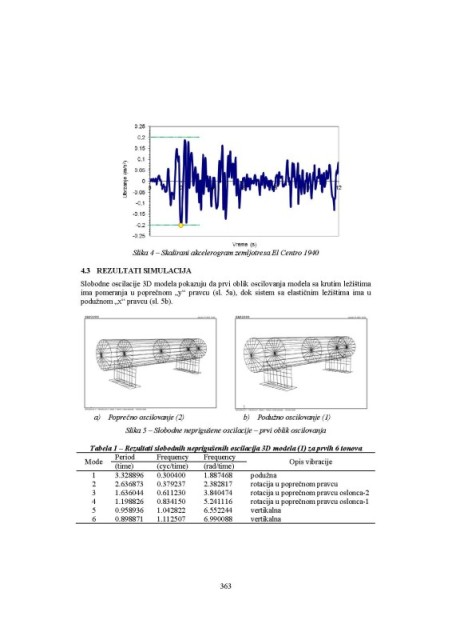 0.25
0.2
0.15
0.1
0.05
0
-0.05
-0.1
-0.15
-0.2
-0.25
12
Vreme (s)
Slika 4 – Skalirani akcelerogram zemljotresa El Centro 1940
4.3 REZULTATI SIMULACIJA
Slobodne oscilacije 3D modela pokazuju da prvi oblik oscilovanja modela sa krutim ležištima
ima pomeranja u poprečnom „y“ pravcu (sl. 5a), dok sistem sa elastičnim ležištima ima u
podužnom „x“ pravcu (sl. 5b).
a) Poprečno oscilovanje (2)
b) Podužno oscilovanje (1)
Slika 3 – Slobodne neprigušene oscilacije – prvi oblik oscilovanja
Tabela 1 – Rezultati slobodnih neprigušenih oscilacija 3D modela (1) za prvih 6 tonova
Mode Period Frequency Frequency Opis vibracije
(time) (cyc/time) (rad/time)
1 3.328896 0.300400 1.887468 podužna
2 2.636873 0.379237 2.382817 rotacija u poprečnom pravcu
3 1.636044 0.611230 3.840474 rotacija u poprečnom pravcu oslonca-2
4 1.198826 0.834150 5.241116 rotacija u poprečnom pravcu oslonca-1
5 0.958936 1.042822 6.552244 vertikalna
6 0.898871 1.112507 6.990088 vertikalna
363